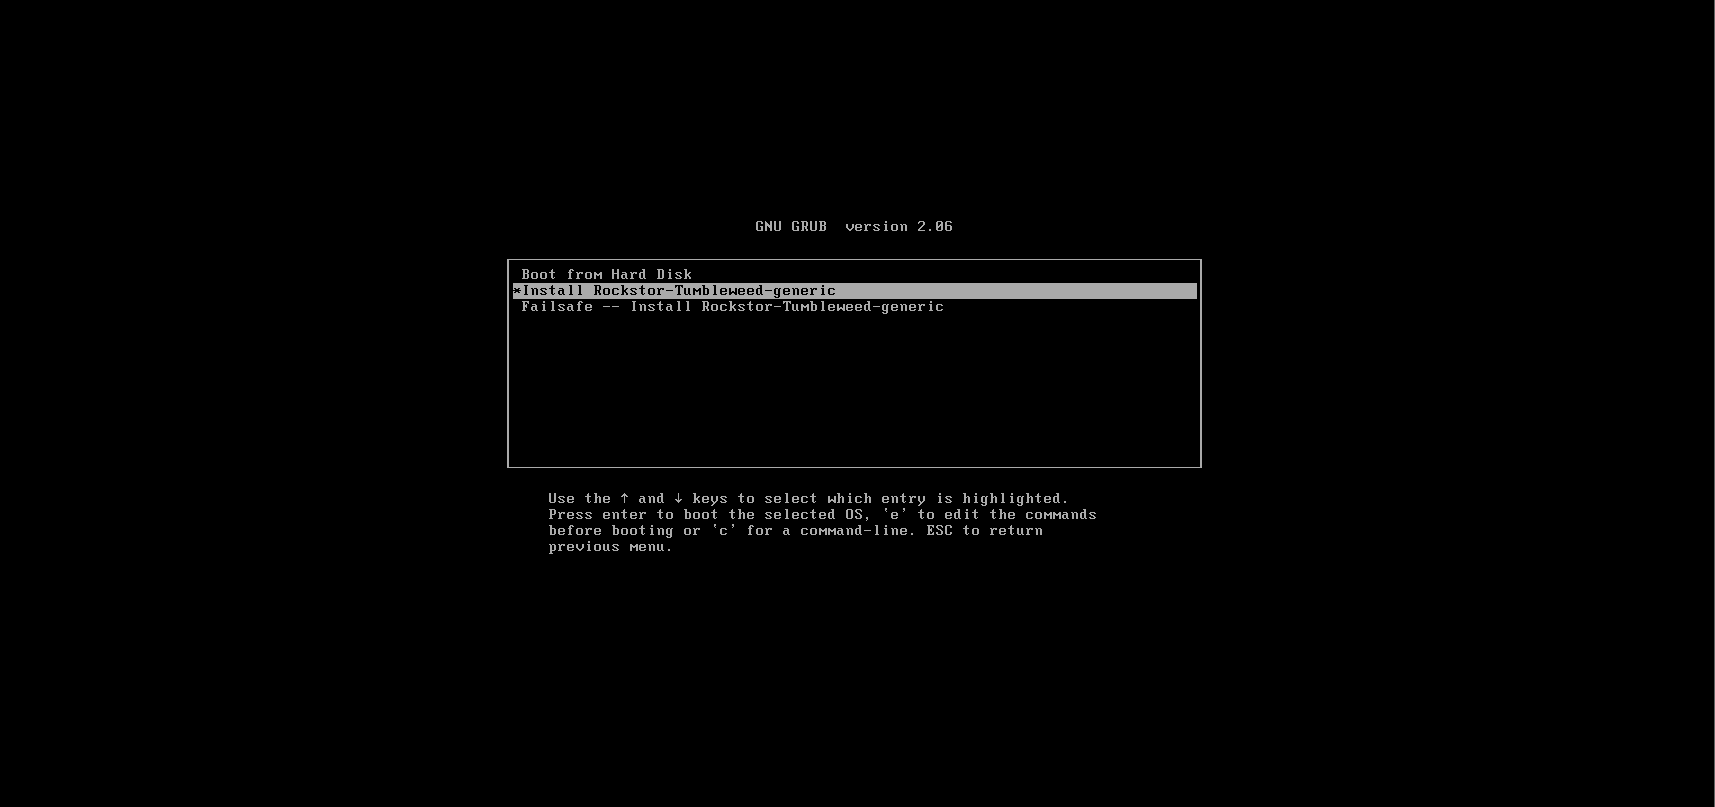 GNU GRUB  version 2.06
Boot from Hard Disk
*Install Rockstor-Tumbleweed-generic
Failsafe -- Install Rockstor-Tumbleweed-generic
Use the ↑ and ↓ keys to select which entry is highlighted.
Press enter to boot the selected OS, `e' to edit the commands
before booting or `c' for a command-line. ESC to return
previous menu.